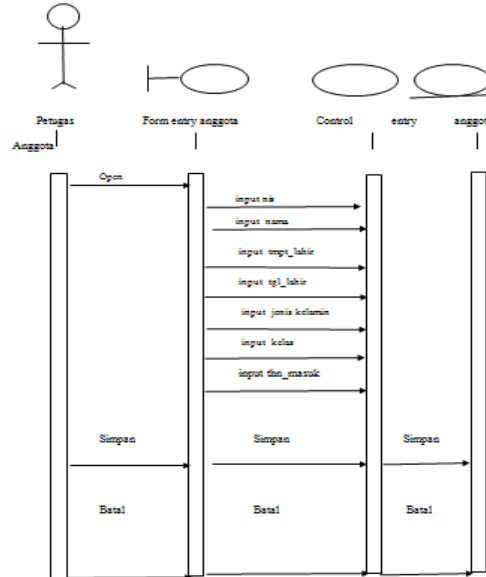 Petugas Form entry anggota Control entry anggot
Anggota
Open
input nis
input nama
input tmpt_lahir
input tgl_lahir
input jenis kelamin
input kelas
input thn_masuk
Simpan Simpan Simpan
Batal Batal Batal